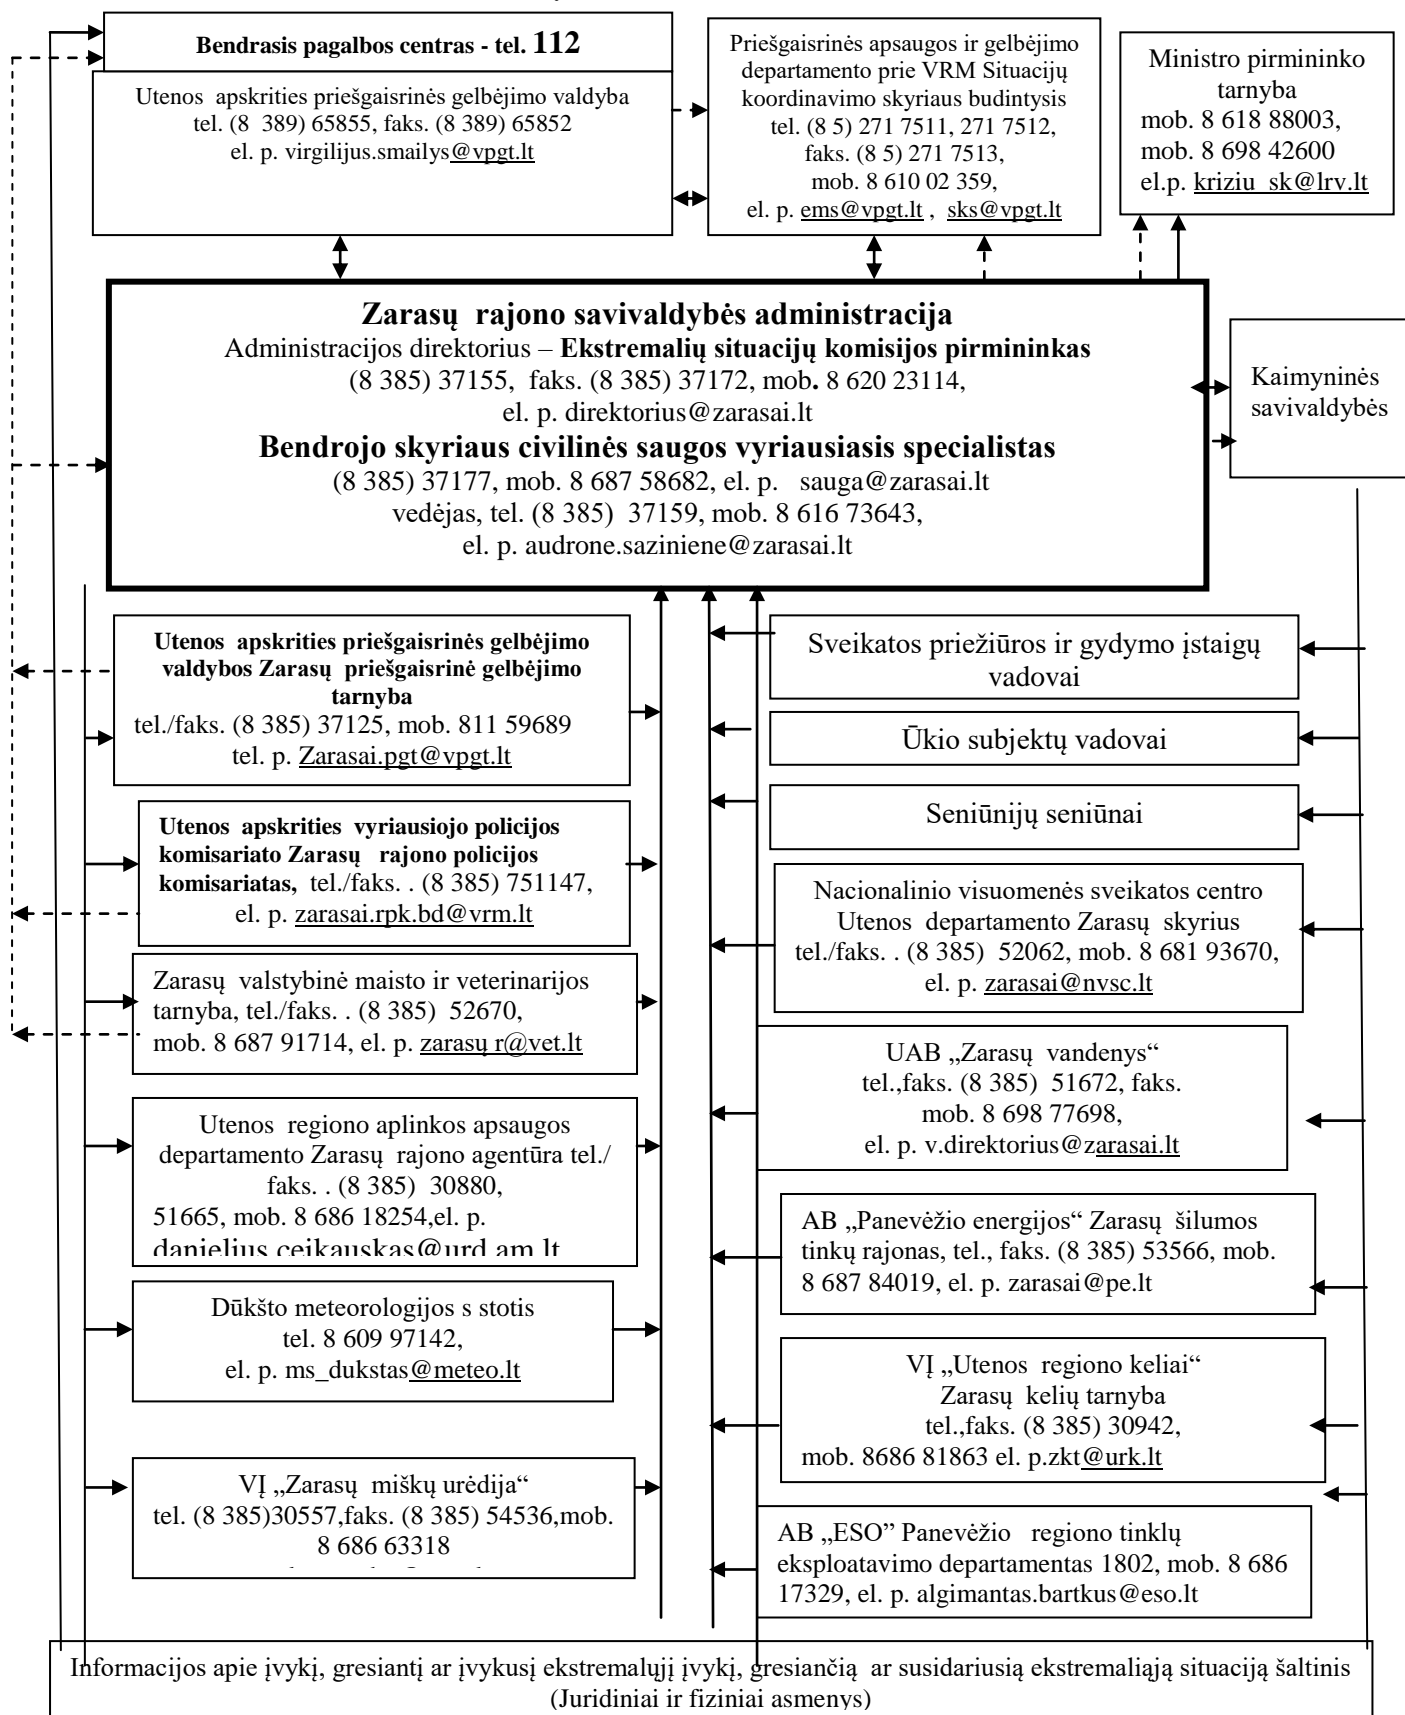 Bendrasis pagalbos centras - tel. 112
Utenos apskrities priešgaisrinės gelbėjimo valdyba
tel. (8 389) 65855, faks. (8 389) 65852
el. p. virgilijus.smailys@vpgt.lt
Priešgaisrinės apsaugos ir gelbėjimo
departamento prie VRM Situacijų
koordinavimo skyriaus budintysis
tel. (8 5) 271 7511, 271 7512,
faks. (8 5) 271 7513,
mob. 8 610 02 359,
el. p. ems@vpgt.lt , sks@vpgt.lt
Ministro pirmininko
tarnyba
mob. 8 618 88003,
mob. 8 698 42600
el.p. kriziu_sk@lrv.lt
Zarasų rajono savivaldybės administracija
Administracijos direktorius – Ekstremalių situacijų komisijos pirmininkas
(8 385) 37155, faks. (8 385) 37172, mob. 8 620 23114,
el. p. direktorius@zarasai.lt
Bendrojo skyriaus civilinės saugos vyriausiasis specialistas
(8 385) 37177, mob. 8 687 58682, el. p. sauga@zarasai.lt
vedėjas, tel. (8 385) 37159, mob. 8 616 73643,
el. p. audrone.saziniene@zarasai.lt
Kaimyninės
savivaldybės
Utenos apskrities priešgaisrinės gelbėjimo
valdybos Zarasų priešgaisrinė gelbėjimo
tarnyba
tel./faks. (8 385) 37125, mob. 811 59689
tel. p. Zarasai.pgt@vpgt.lt
Utenos apskrities vyriausiojo policijos
komisariato Zarasų rajono policijos
komisariatas, tel./faks. . (8 385) 751147,
el. p. zarasai.rpk.bd@vrm.lt
Zarasų valstybinė maisto ir veterinarijos
tarnyba, tel./faks. . (8 385) 52670,
mob. 8 687 91714, el. p. zarasų r@vet.lt
Utenos regiono aplinkos apsaugos
departamento Zarasų rajono agentūra tel./
faks. . (8 385) 30880,
51665, mob. 8 686 18254,el. p.
danielius.ceikauskas@urd.am.lt
Dūkšto meteorologijos s stotis
tel. 8 609 97142,
el. p. ms_dukstas@meteo.lt
VĮ „Zarasų miškų urėdija“
tel. (8 385)30557,faks. (8 385) 54536,mob.
8 686 63318
Sveikatos priežiūros ir gydymo įstaigų
vadovai
Ūkio subjektų vadovai
Seniūnijų seniūnai
Nacionalinio visuomenės sveikatos centro
Utenos departamento Zarasų skyrius
tel./faks. . (8 385) 52062, mob. 8 681 93670,
el. p. zarasai@nvsc.lt
UAB „Zarasų vandenys“
tel.,faks. (8 385) 51672, faks.
mob. 8 698 77698,
el. p. v.direktorius@zarasai.lt
AB „Panevėžio energijos“ Zarasų šilumos
tinkų rajonas, tel., faks. (8 385) 53566, mob.
8 687 84019, el. p. zarasai@pe.lt
VĮ „Utenos regiono keliai“
Zarasų kelių tarnyba
tel.,faks. (8 385) 30942,
mob. 8686 81863 el. p.zkt@urk.lt
AB „ESO” Panevėžio regiono tinklų
eksploatavimo departamentas 1802, mob. 8 686
17329, el. p. algimantas.bartkus@eso.lt
Informacijos apie įvykį, gresiantį ar įvykusį ekstremalųjį įvykį, gresiančią ar susidariusią ekstremaliąją situaciją šaltinis
(Juridiniai ir fiziniai asmenys)